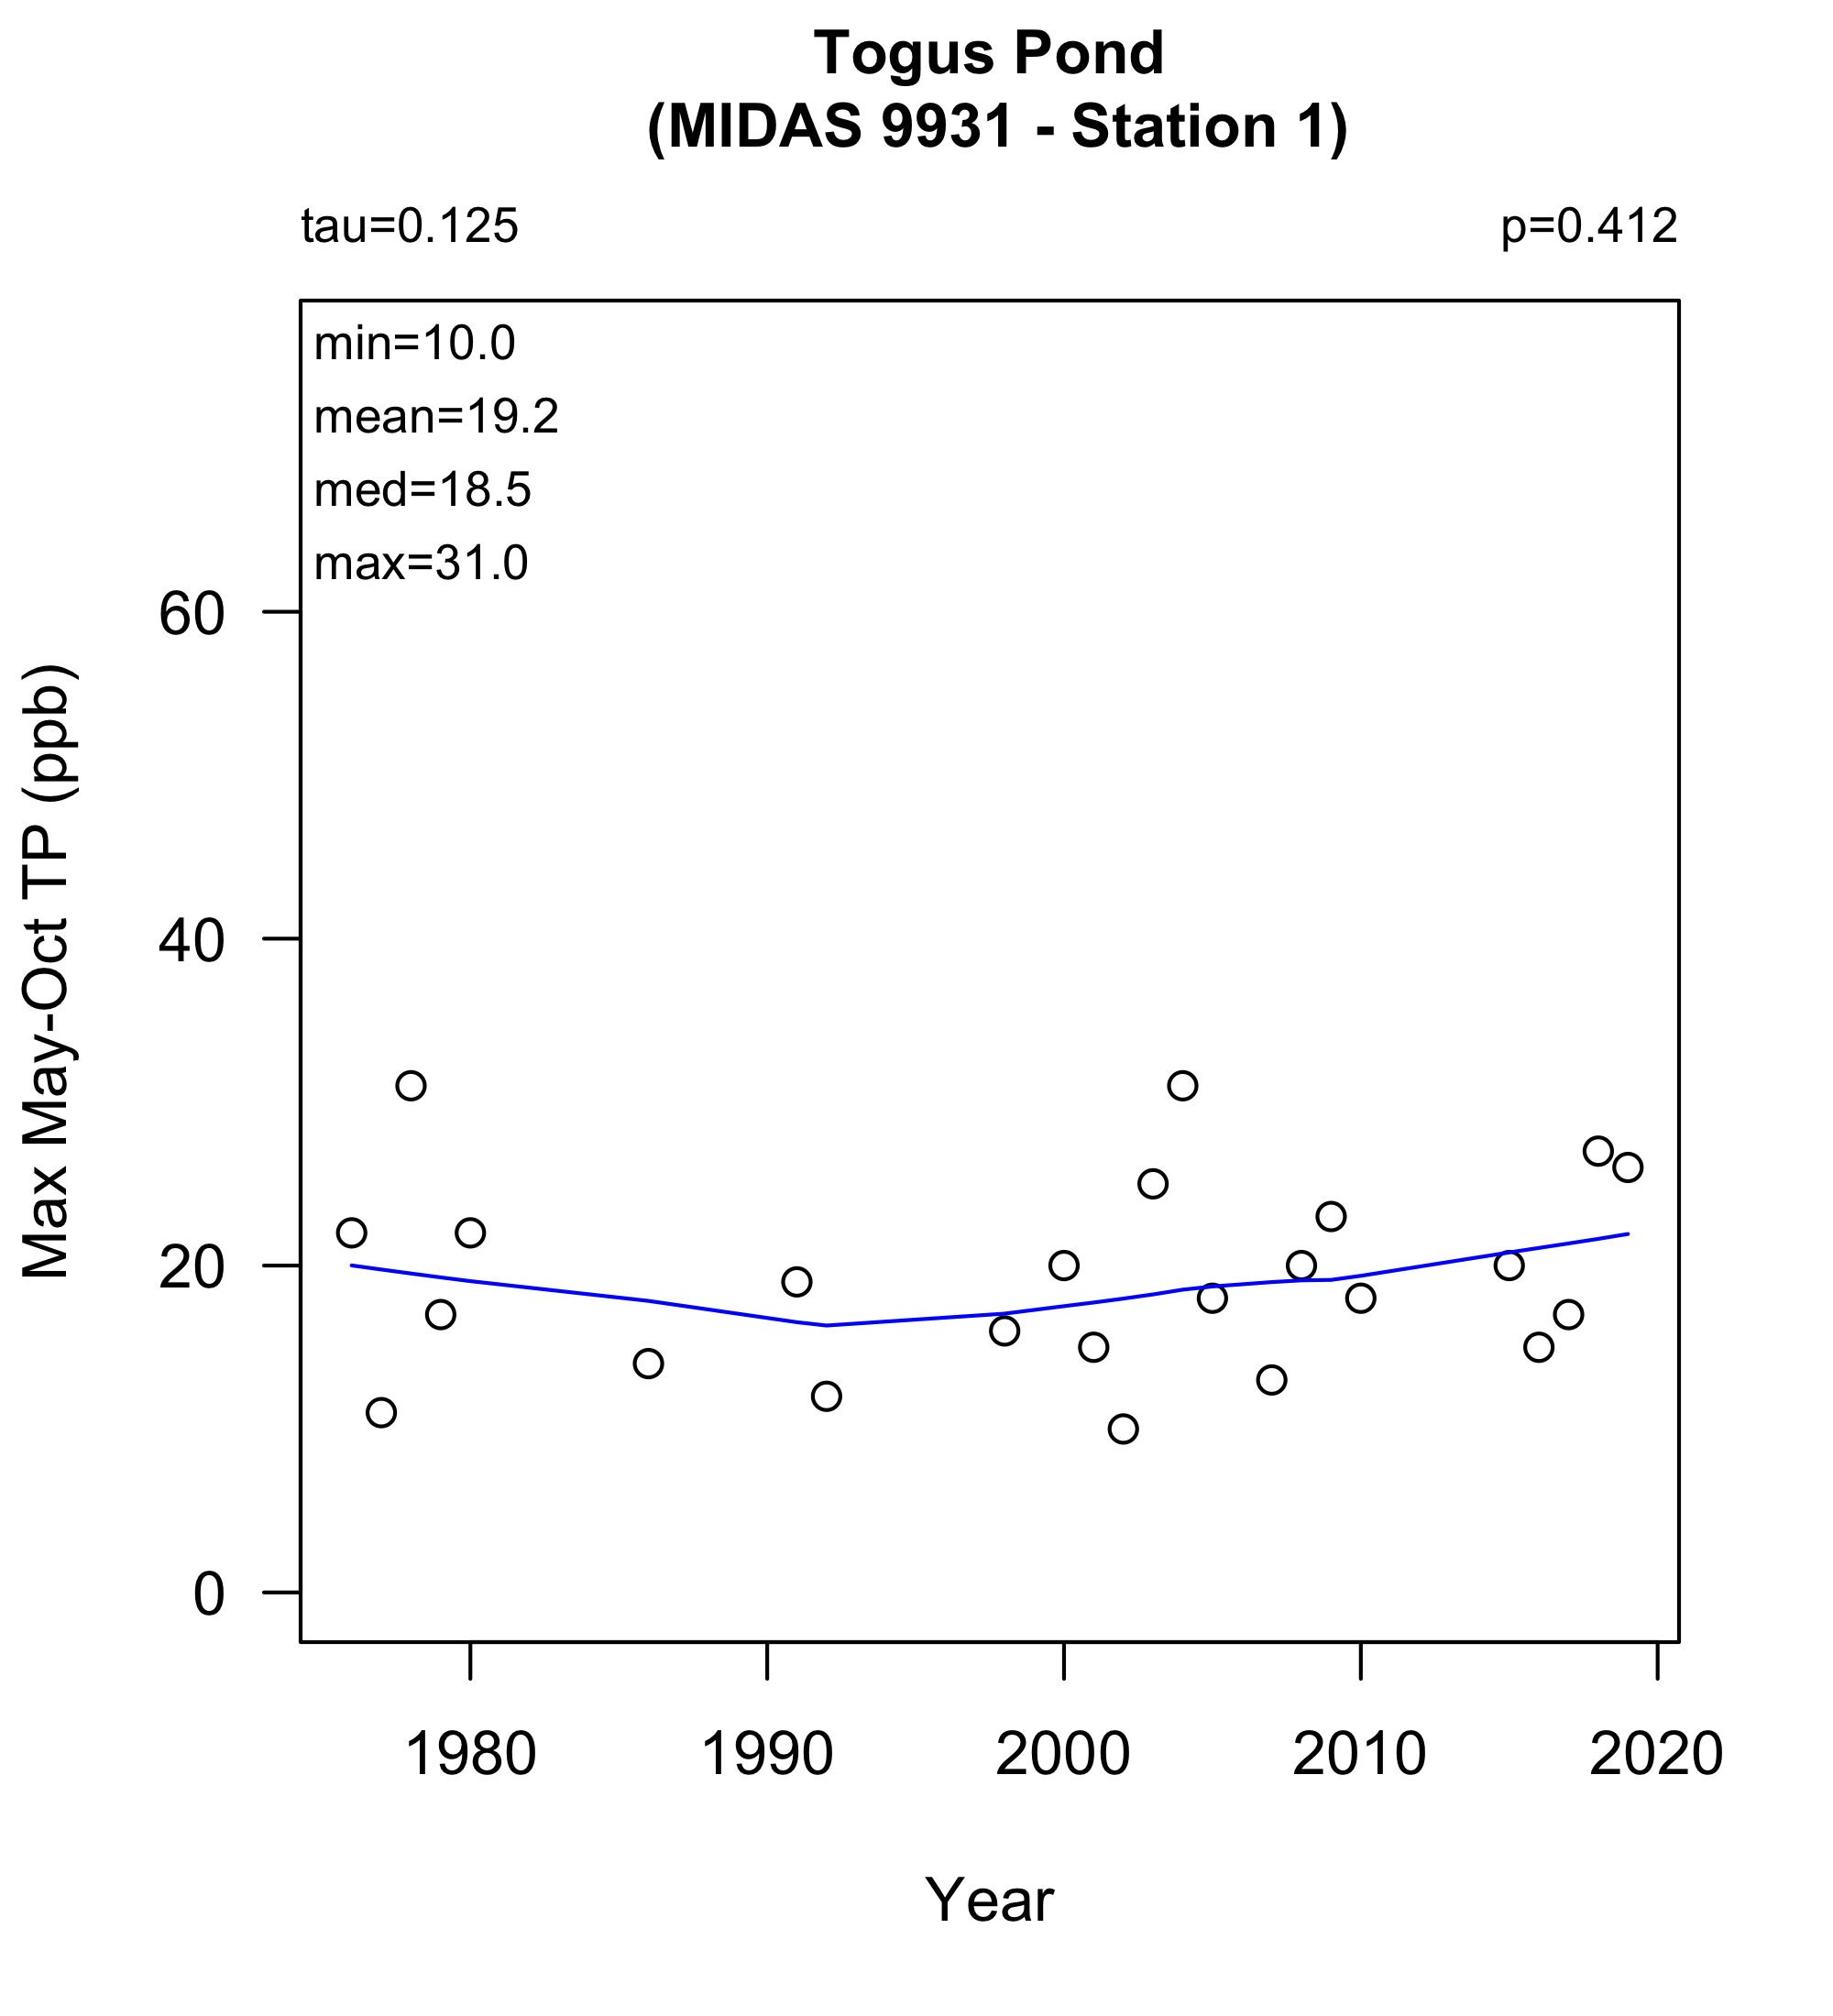 Togus Pond
(MIDAS 9931 - Station 1)
tau=0.125
p=0.412
min=10.0
mean=19.2
med=18.5
max=31.0
Max May-Oct TP (ppb)
60
40
20
0
1980
1990
2000
2010
2020
Year